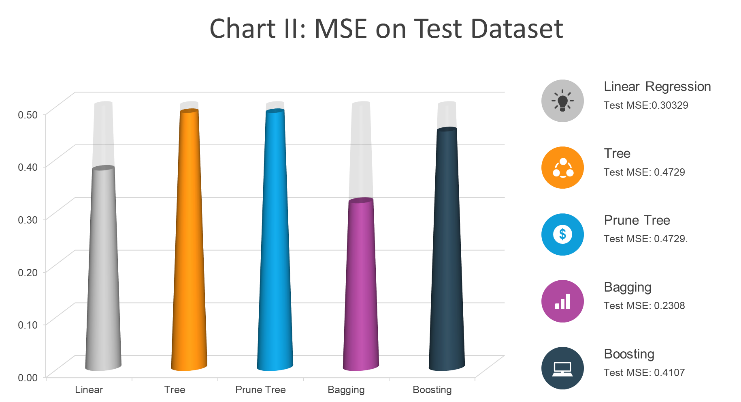 Chart II: MSE on Test Dataset
0.50
0.40
0.30
0.20
0.10
0.00
Linear
Tree
Prune Tree
Bagging
Boosting
Linear Regression
Test MSE:0.30329
Tree
Test MSE: 0.4729
Prune Tree
$
Test MSE: 0.4729.
Bagging
Test MSE: 0.2308
Boosting
Test MSE: 0.4107